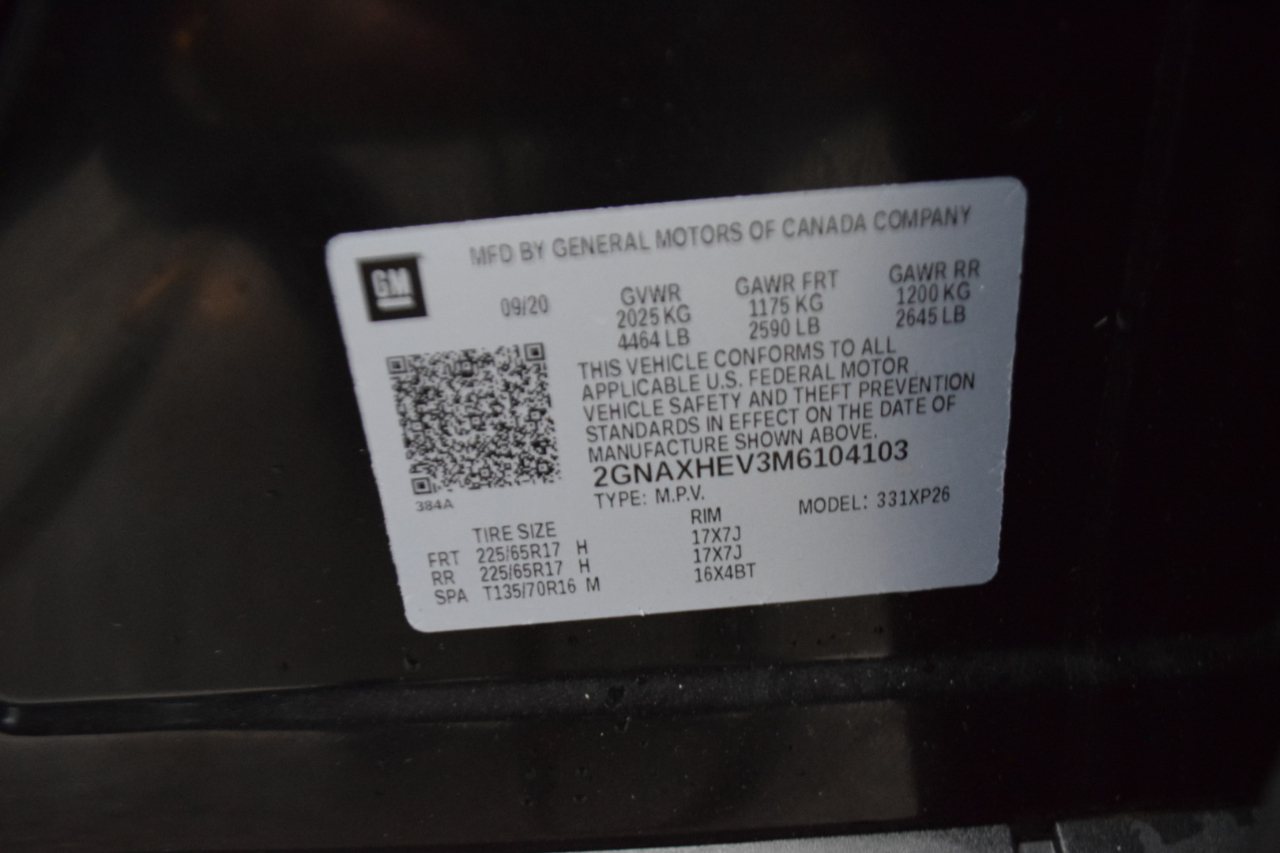 MFD BY GENERAL MOTORS OF CANADA COMPANY
GM
09/20
GVWR
2025 KG
4464 LB
GAWR FRT
1175 KG
2590 LB
GAWR RR
1200 KG
2645 LB
THIS VEHICLE CONFORMS TO ALL
APPLICABLE U.S. FEDERAL MOTOR
VEHICLE SAFETY AND THEFT PREVENTION
STANDARDS IN EFFECT ON THE DATE OF
MANUFACTURE SHOWN ABOVE.
2GNAXHEV3M6104103
384A
TYPE: M.P.V.
MODEL: 331XP26
TIRE SIZE RIM
FRT 225/65R17 H 17X7J
RR 225/65R17 H 17X7J
SPA T135/70R16 M 16X4BT